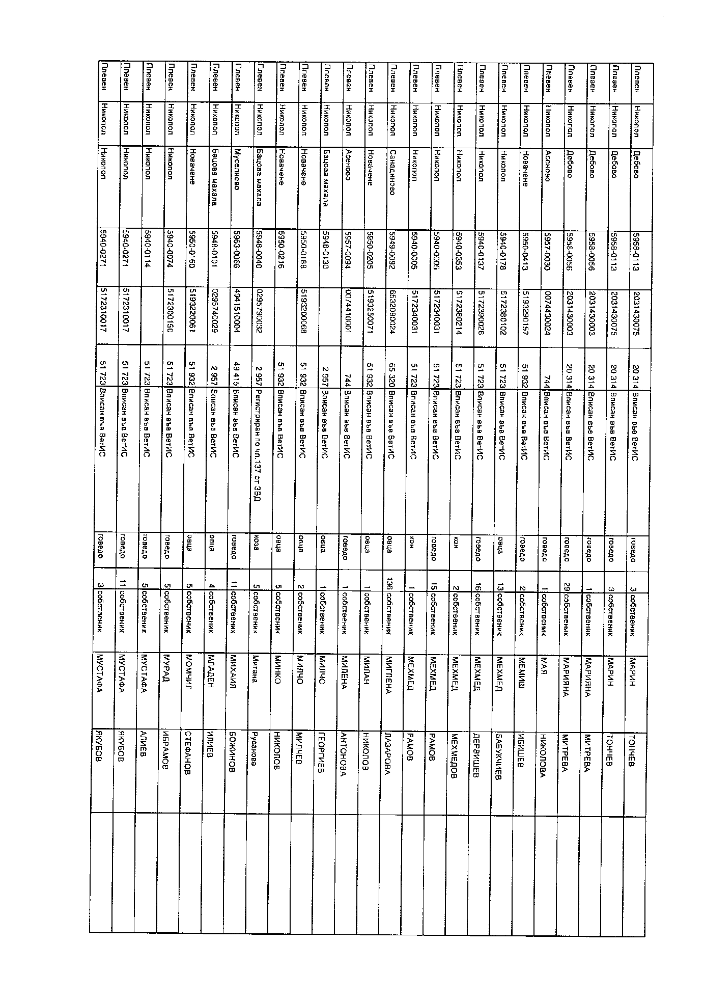 Плевен Никопол Дебово 5958-0113 2031430075 20 314 Вписан във ВетИС говедо 3 собственик МАРИН ТОНЧЕВ
Плевен Никопол Дебово 5958-0113 2031430075 20 314 Вписан във ВетИС говедо 3 собственик МАРИН ТОНЧЕВ
Плевен Никопол Дебово 5958-0056 2031430003 20 314 Вписан във ВетИС говедо 1 собственик МАРИЯНА МИТРЕВА
Плевен Никопол Дебово 5958-0056 2031430003 20 314 Вписан във ВетИС говедо 29 собственик МАРИЯНА МИТРЕВА
Плевен Никопол Асеново 5957-0030 0074430024 744 Вписан във ВетИС говедо 1 собственик МАЯ НИКОЛОВА
Плевен Никопол Новачене 5950-0413 5193290157 51 932 Вписан във ВетИС говедо 2 собственик МЕМИШ ИБИШЕВ
Плевен Никопол Никопол 5940-0178 5172380102 51 723 Вписан във ВетИС овца 13 собственик МЕХМЕД БАБУКЧИЕВ
Плевен Никопол Никопол 5940-0137 5172390026 51 723 Вписан във ВетИС говедо 16 собственик МЕХМЕД ДЕРВИШЕВ
Плевен Никопол Никопол 5940-0353 5172380214 51 723 Вписан във ВетИС кон 2 собственик МЕХМЕД МЕХМЕДОВ
Плевен Никопол Никопол 5940-0005 5172340031 51 723 Вписан във ВетИС говедо 15 собственик МЕХМЕД РАМОВ
Плевен Никопол Никопол 5940-0005 5172340031 51 723 Вписан във ВетИС кон 1 собственик МЕХМЕД РАМОВ
Плевен Никопол Санадиново 5949-0092 6532080024 65 320 Вписан във ВетИС овца 136 собственик МИГЛЕНА ЛАЗАРОВА
Плевен Никопол Новачене 5950-0205 5193250071 51 932 Вписан във ВетИС овца 1 собственик МИЛАН НИКОЛОВ
Плевен Никопол Асеново 5957-0094 0074410001 744 Вписан във ВетИС говедо 1 собственик МИЛЕНА АНТОНОВА
Плевен Никопол Бацова махала 5948-0130 2 957 Вписан във ВетИС овца 1 собственик МИЛЧО ГЕОРГИЕВ
Плевен Никопол Новачене 5950-0188 5193200068 51 932 Вписан във ВетИС овца 2 собственик МИЛЧО МИЛЧЕВ
Плевен Никопол Новачене 5950-0216 51 932 Вписан във ВетИС овца 5 собственик МИНКО НИКОЛОВ
Плевен Никопол Бацова махала 5948-0040 0295790032 2 957 Регистриран по чл.137 от ЗВД коза 5 собственик Митана Русанова
Плевен Никопол Муселиево 5963-0066 4941510004 49 415 Вписан във ВетИС говедо 11 собственик МИХАИЛ БОЖИНОВ
Плевен Никопол Бацова махала 5948-0101 0295740029 2 957 Вписан във ВетИС овца 4 собственик МЛАДЕН ИЛИЕВ
Плевен Никопол Новачене 5950-0160 5193220061 51 932 Вписан във ВетИС овца 5 собственик МОМЧИЛ СТЕФАНОВ
Плевен Никопол Никопол 5940-0074 5172300150 51 723 Вписан във ВетИС говедо 5 собственик МУРАД ИБРАМОВ
Плевен Никопол Никопол 5940-0114 51 723 Вписан във ВетИС говедо 5 собственик МУСТАФА АЛИЕВ
Плевен Никопол Никопол 5940-0271 5172310017 51 723 Вписан във ВетИС говедо 11 собственик МУСТАФА ЯКУБОВ
Плевен Никопол Никопол 5940-0271 5172310017 51 723 Вписан във ВетИС говедо 3 собственик МУСТАФА ЯКУБОВ